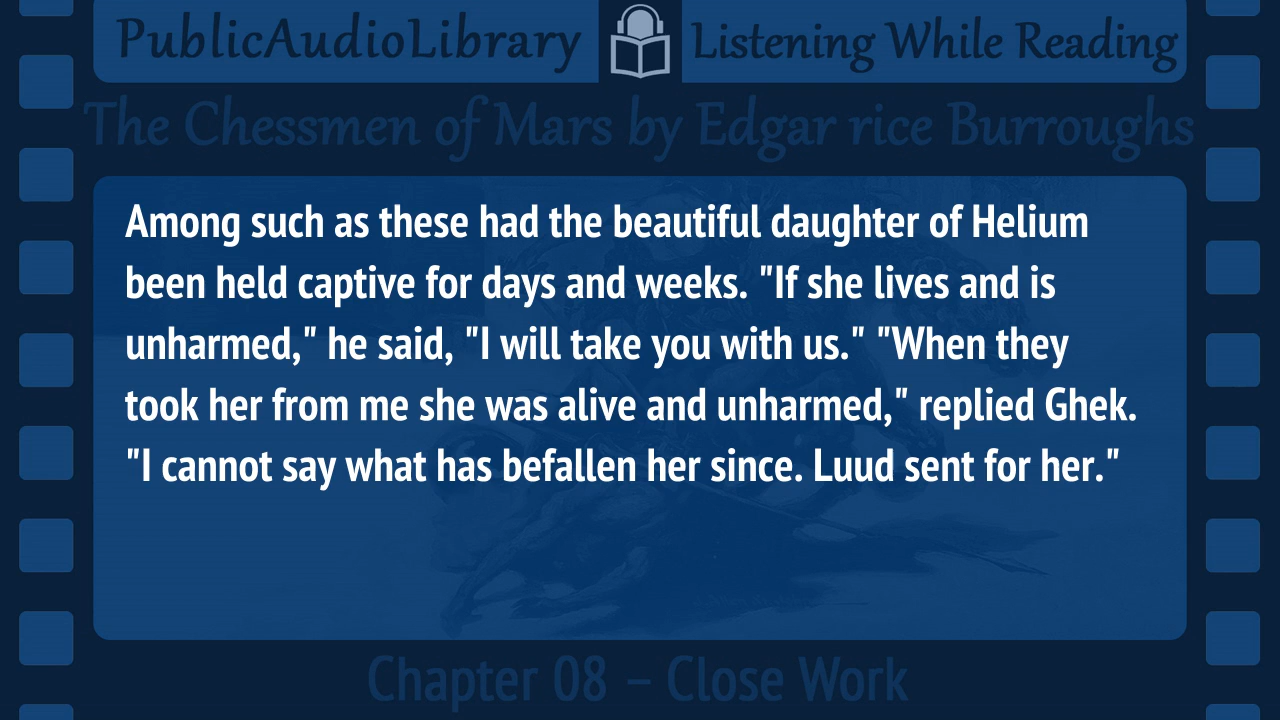 PublicAudioLibrary Listening While Reading
The Chessmen of Mars by Edgar rice Burroughs
Among such as these had the beautiful daughter of Helium
been held captive for days and weeks. "If she lives and is
unharmed," he said, "I will take you with us." "When they
took her from me she was alive and unharmed," replied Ghek.
"I cannot say what has befallen her since. Luud sent for her."
Chapter 08 – Close Work